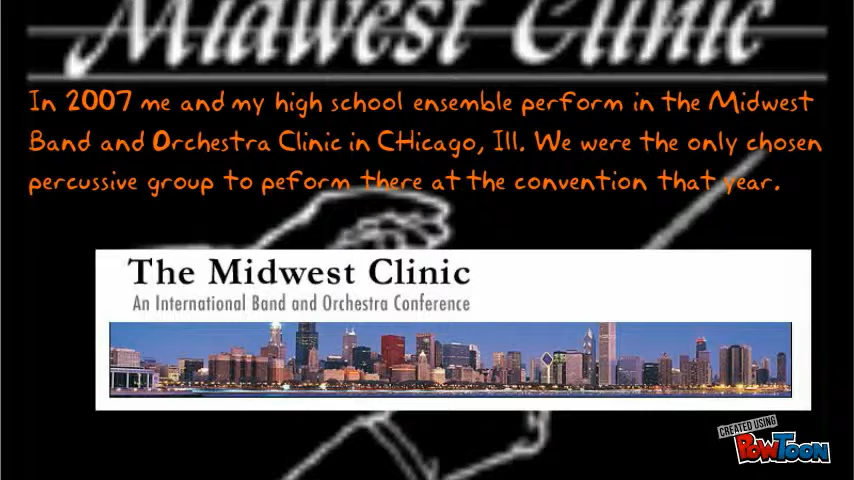 Midwest Clinic
In 2007 me and my high school ensemble perform in the Midwest
Band and Orchestra Clinic in CHicago, Ill. We were the only chosen
percussive group to peform there at the convention that year.
The Midwest Clinic
An International Band and Orchestra Conference
CREATED USING
POWTOON